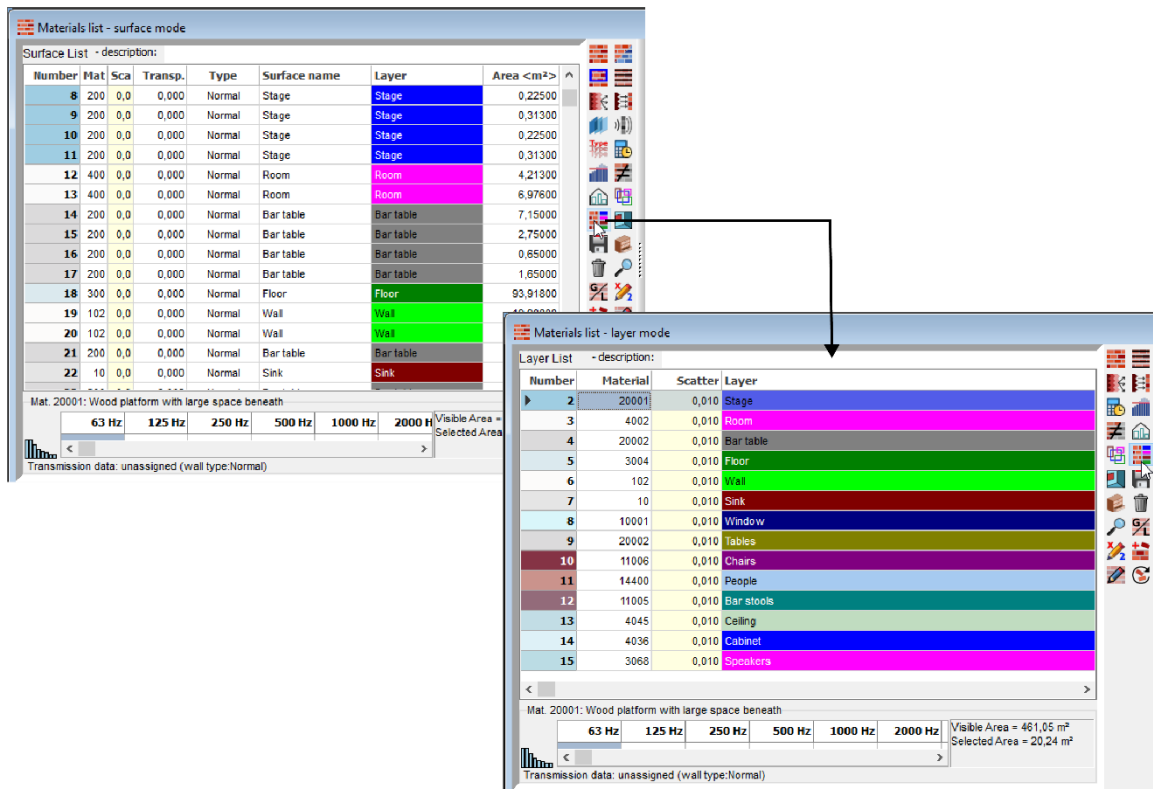 Materials list - surface mode
Surface List - description:
Number Mat Sca Transp. Type Surface name Layer Area <m²>
8 200 0,0 0,000 Normal Stage Stage 0,22500
9 200 0,0 0,000 Normal Stage Stage 0,31300
10 200 0,0 0,000 Normal Stage Stage 0,22500
11 200 0,0 0,000 Normal Stage Stage 0,31300
12 400 0,0 0,000 Normal Room Room 4,21300
13 400 0,0 0,000 Normal Room Room 6,97600
14 200 0,0 0,000 Normal Bar table Bar table 7,15000
15 200 0,0 0,000 Normal Bar table Bar table 2,75000
16 200 0,0 0,000 Normal Bar table Bar table 0,65000
17 200 0,0 0,000 Normal Bar table Bar table 1,65000
18 300 0,0 0,000 Normal Floor Floor 93,91800
19 102 0,0 0,000 Normal Wall Wall
20 102 0,0 0,000 Normal Wall Wall
21 200 0,0 0,000 Normal Bar table Bar table
22 10 0,0 0,000 Normal Sink Sink
Mat. 20001: Wood platform with large space beneath
63 Hz 125 Hz 250 Hz 500 Hz 1000 Hz 2000 H
Visible Area =
Selected Area
Transmission data: unassigned (wall type:Normal)
Type
Materials list - layer mode
Layer List - description:
Number Material Scatter Layer
2 20001 0,010 Stage
3 4002 0,010 Room
4 20002 0,010 Bar table
5 3004 0,010 Floor
6 102 0,010 Wall
7 10 0,010 Sink
8 10001 0,010 Window
9 20002 0,010 Tables
10 11006 0,010 Chairs
11 14400 0,010 People
12 11005 0,010 Bar stools
13 4045 0,010 Ceiling
14 4036 0,010 Cabinet
15 3068 0,010 Speakers
Mat. 20001: Wood platform with large space beneath
63 Hz 125 Hz 250 Hz 500 Hz 1000 Hz 2000 Hz
Visible Area = 461,05 m²
Selected Area = 20,24 m²
Transmission data: unassigned (wall type:Normal)